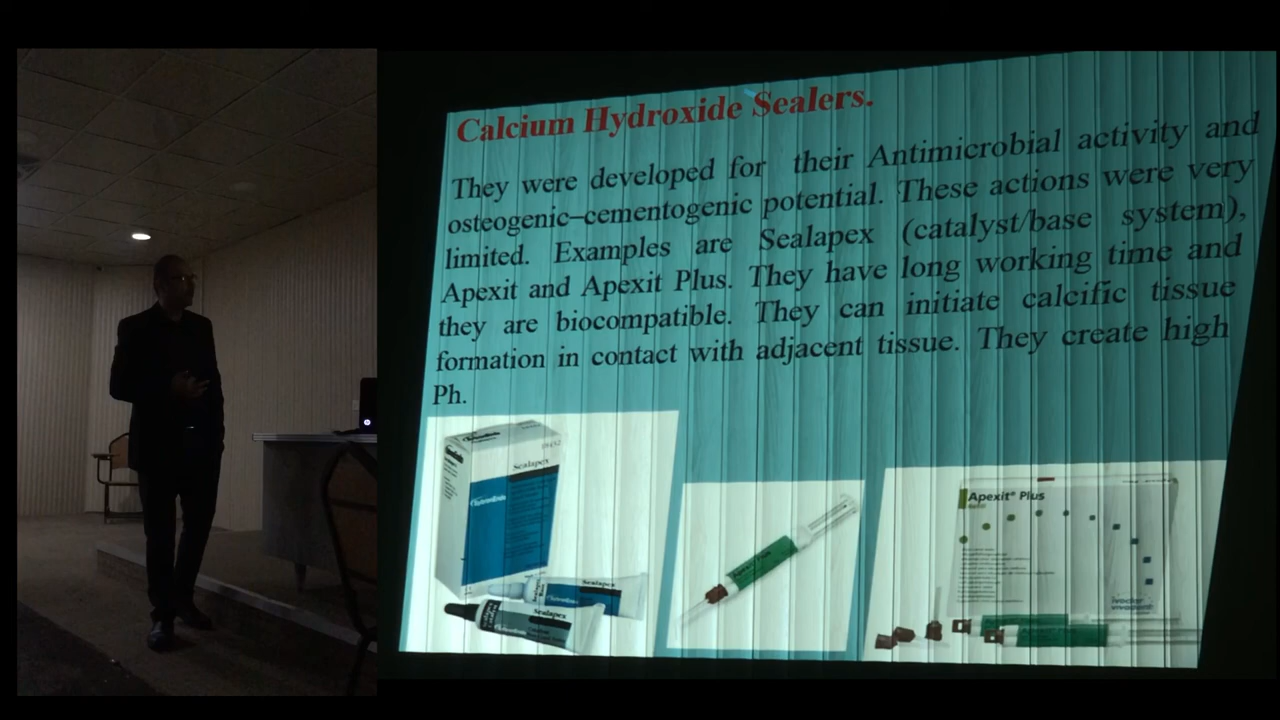 Calcium Hydroxide Sealers.
They were developed for their Antimicrobial activity and
osteogenic–cementogenic potential. These actions were very
limited. Examples are Sealapex (catalyst/base system),
Apexit and Apexit Plus. They have long working time and
they are biocompatible. They can initiate calcific tissue
formation in contact with adjacent tissue. They create high
Ph.
Sealapex
SybronEndo
Sealapex
Sealapex
Apexit® Plus
ivoclar
vivadent